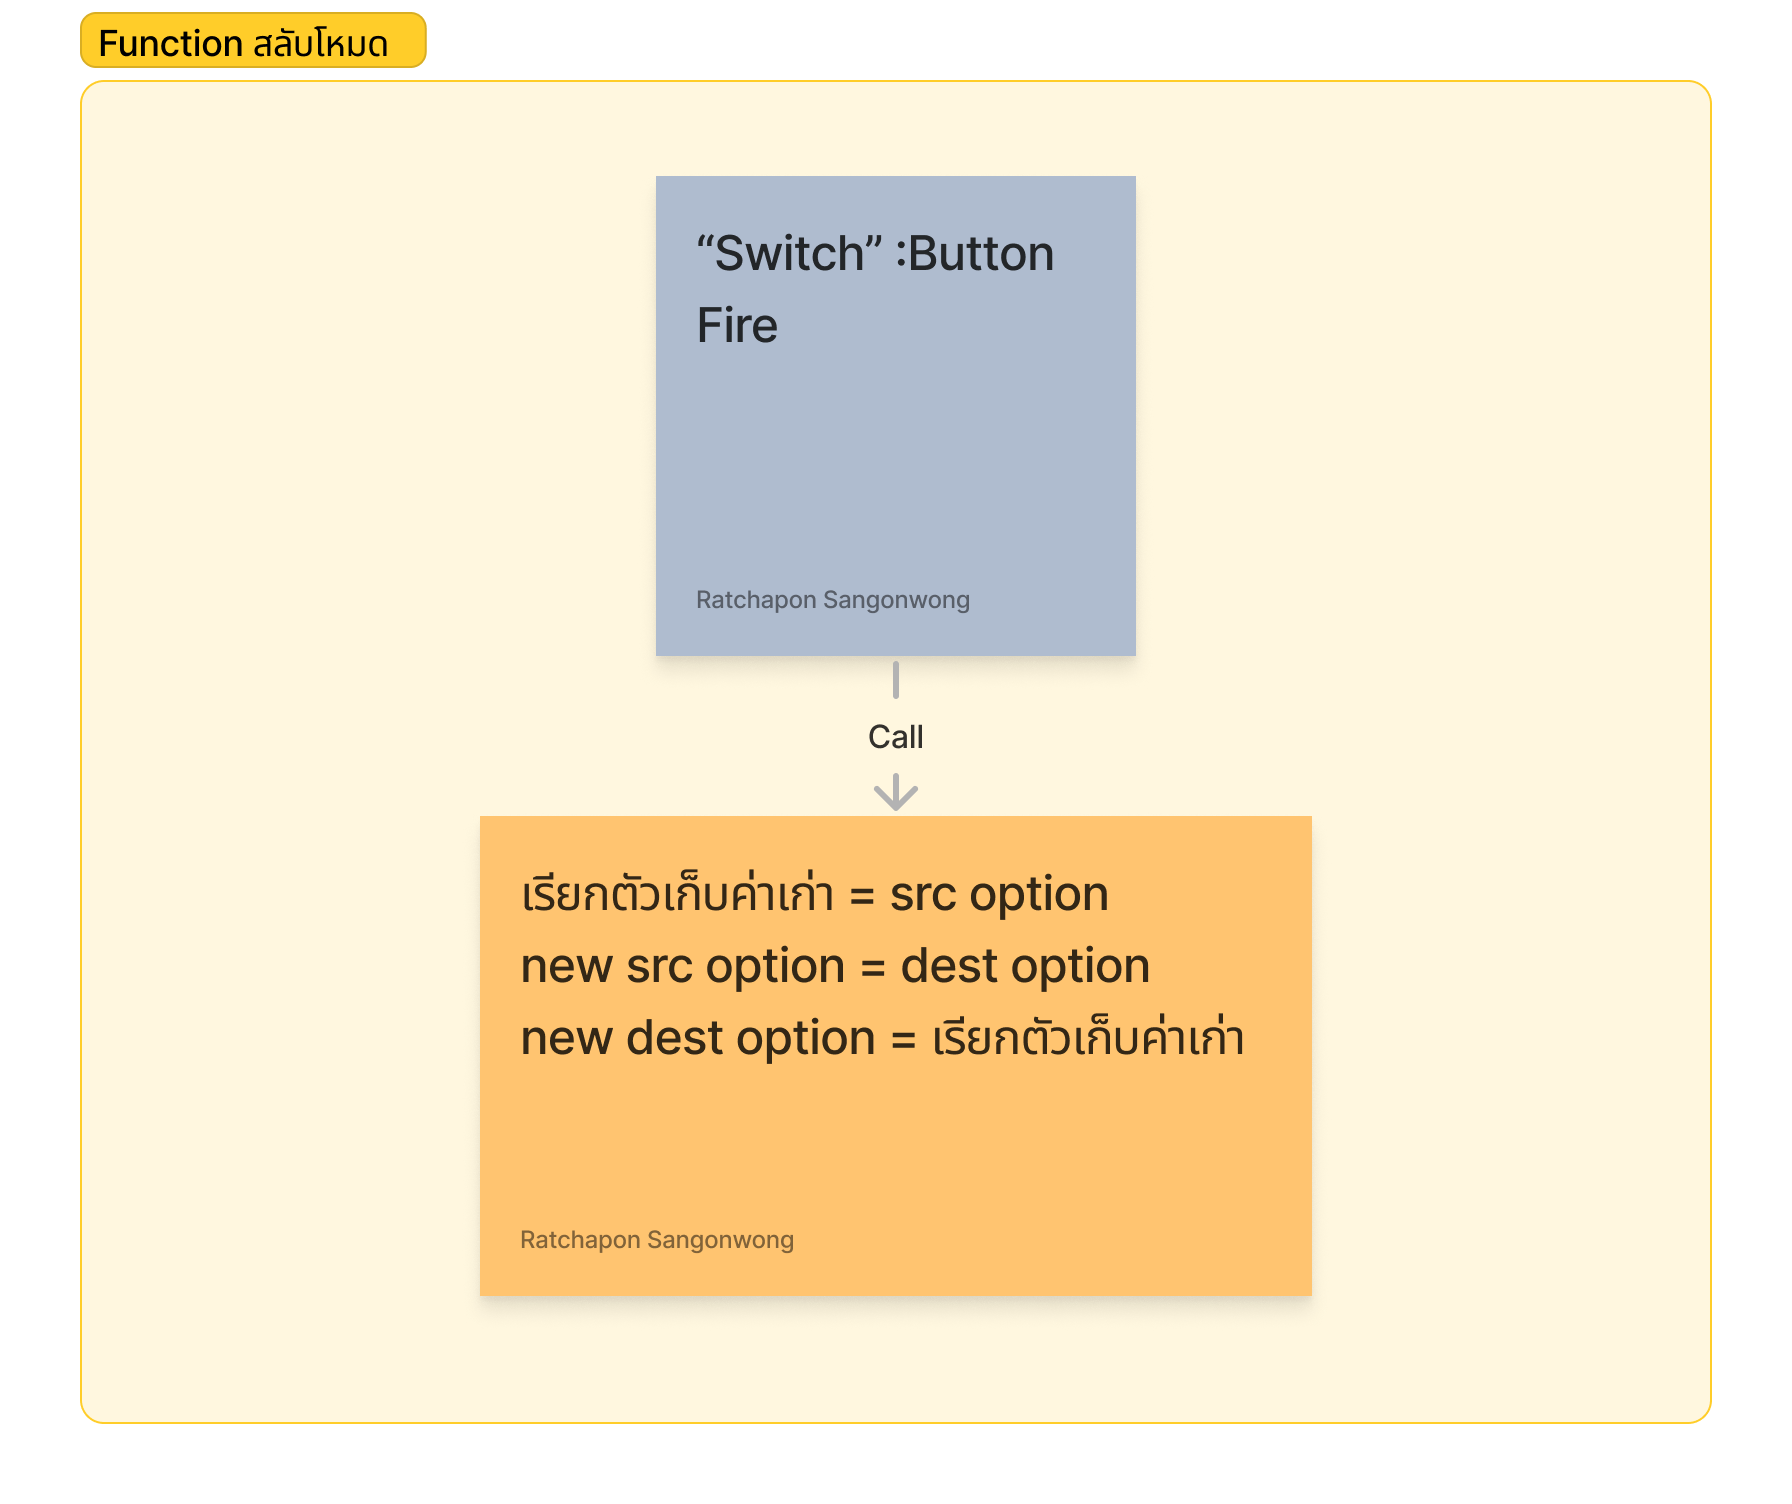 Function สลับโหมด
“Switch” :Button
Fire
Ratchapon Sangonwong
Call
เรียกตัวเก็บค่าเก่า = src option
new src option = dest option
new dest option = เรียกตัวเก็บค่าเก่า
Ratchapon Sangonwong